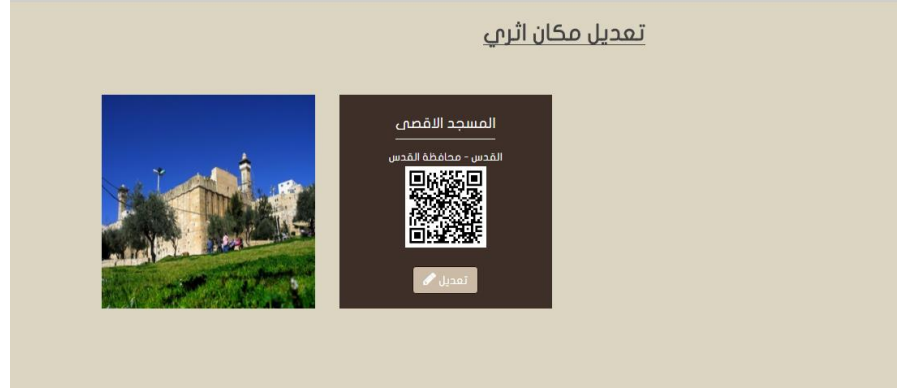 تعديل مكان اثري
المسجد الاقصى
القدس - محافظة القدس
تعديل